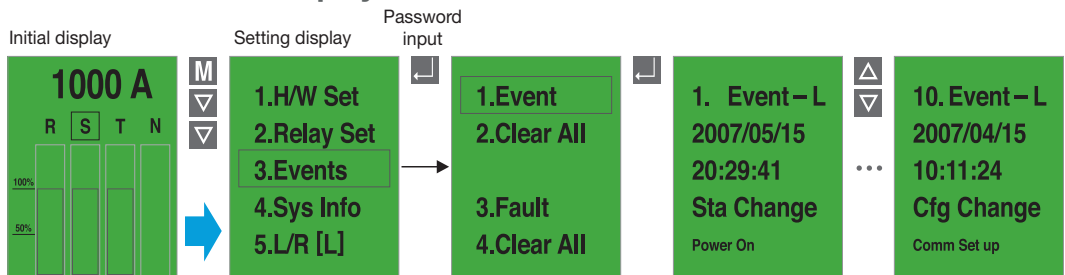 Password
input
Initial display
Setting display
1000 A
R S T N
100%
50%
M
1.H/W Set
2.Relay Set
3.Events
4.Sys Info
5.L/R [L]
1.Event
2.Clear All
3.Fault
4.Clear All
1. Event–L
2007/05/15
20:29:41
Sta Change
Power On
...
10. Event–L
2007/04/15
10:11:24
Cfg Change
Comm Set up